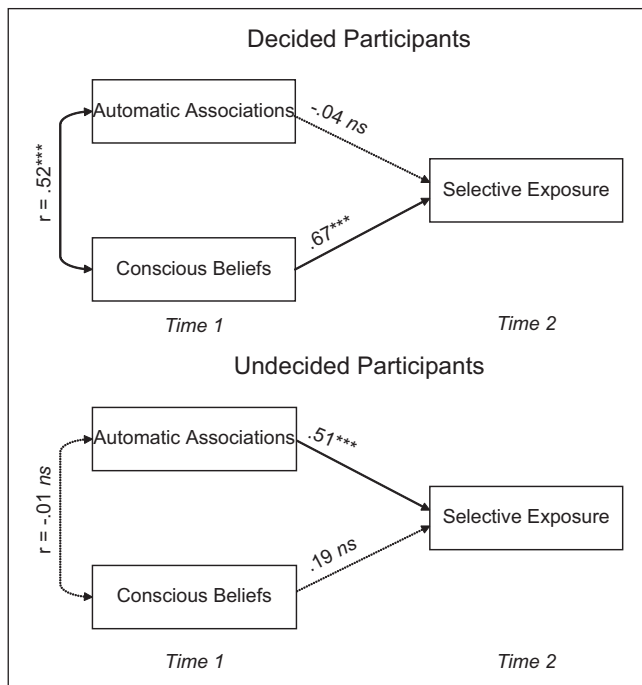 Decided Participants
Automatic Associations
-.04 ns
r = .52***
Selective Exposure
.67***
Conscious Beliefs
Time 1
Time 2
Undecided Participants
Automatic Associations
.51***
r = -.01 ns
Selective Exposure
.19 ns
Conscious Beliefs
Time 1
Time 2